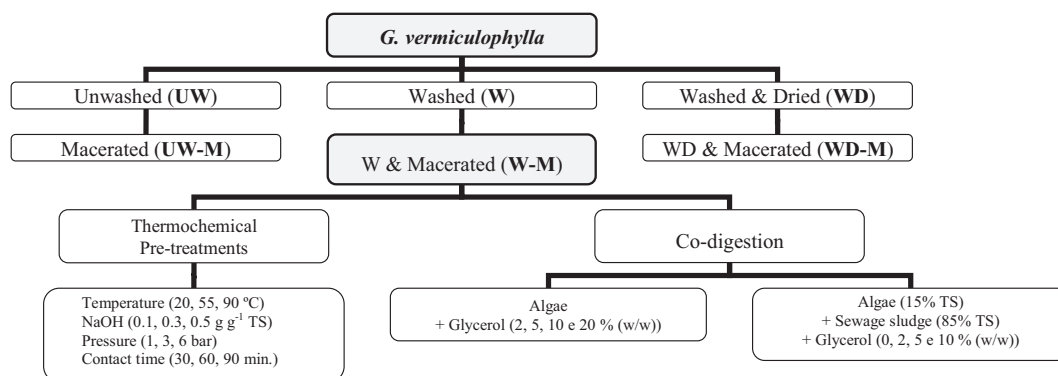 G. vermiculophylla
Unwashed (UW)
Washed (W)
Washed & Dried (WD)
Macerated (UW-M)
W & Macerated (W-M)
WD & Macerated (WD-M)
Thermochemical
Pre-treatments
Co-digestion
Temperature (20, 55, 90 ºC)
NaOH (0.1, 0.3, 0.5 g g-1 TS)
Pressure (1, 3, 6 bar)
Contact time (30, 60, 90 min.)
Algae
+ Glycerol (2, 5, 10 e 20 % (w/w))
Algae (15% TS)
+ Sewage sludge (85% TS)
+ Glycerol (0, 2, 5 e 10 % (w/w))